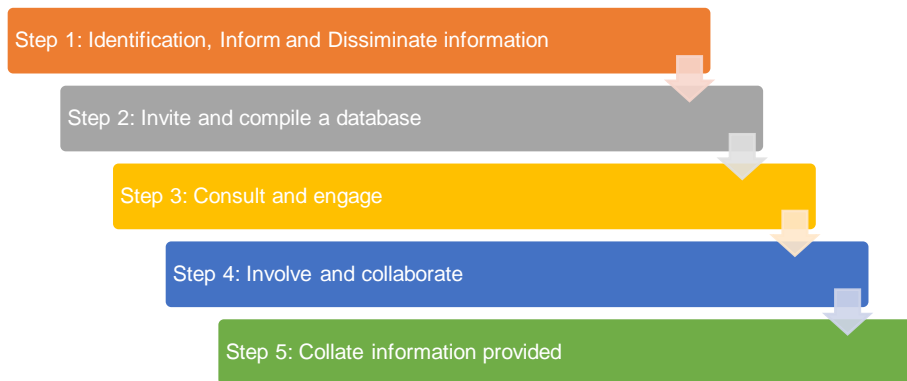 Step 1: Identification, Inform and Dissiminate information
Step 2: Invite and compile a database
Step 3: Consult and engage
Step 4: Involve and collaborate
Step 5: Collate information provided